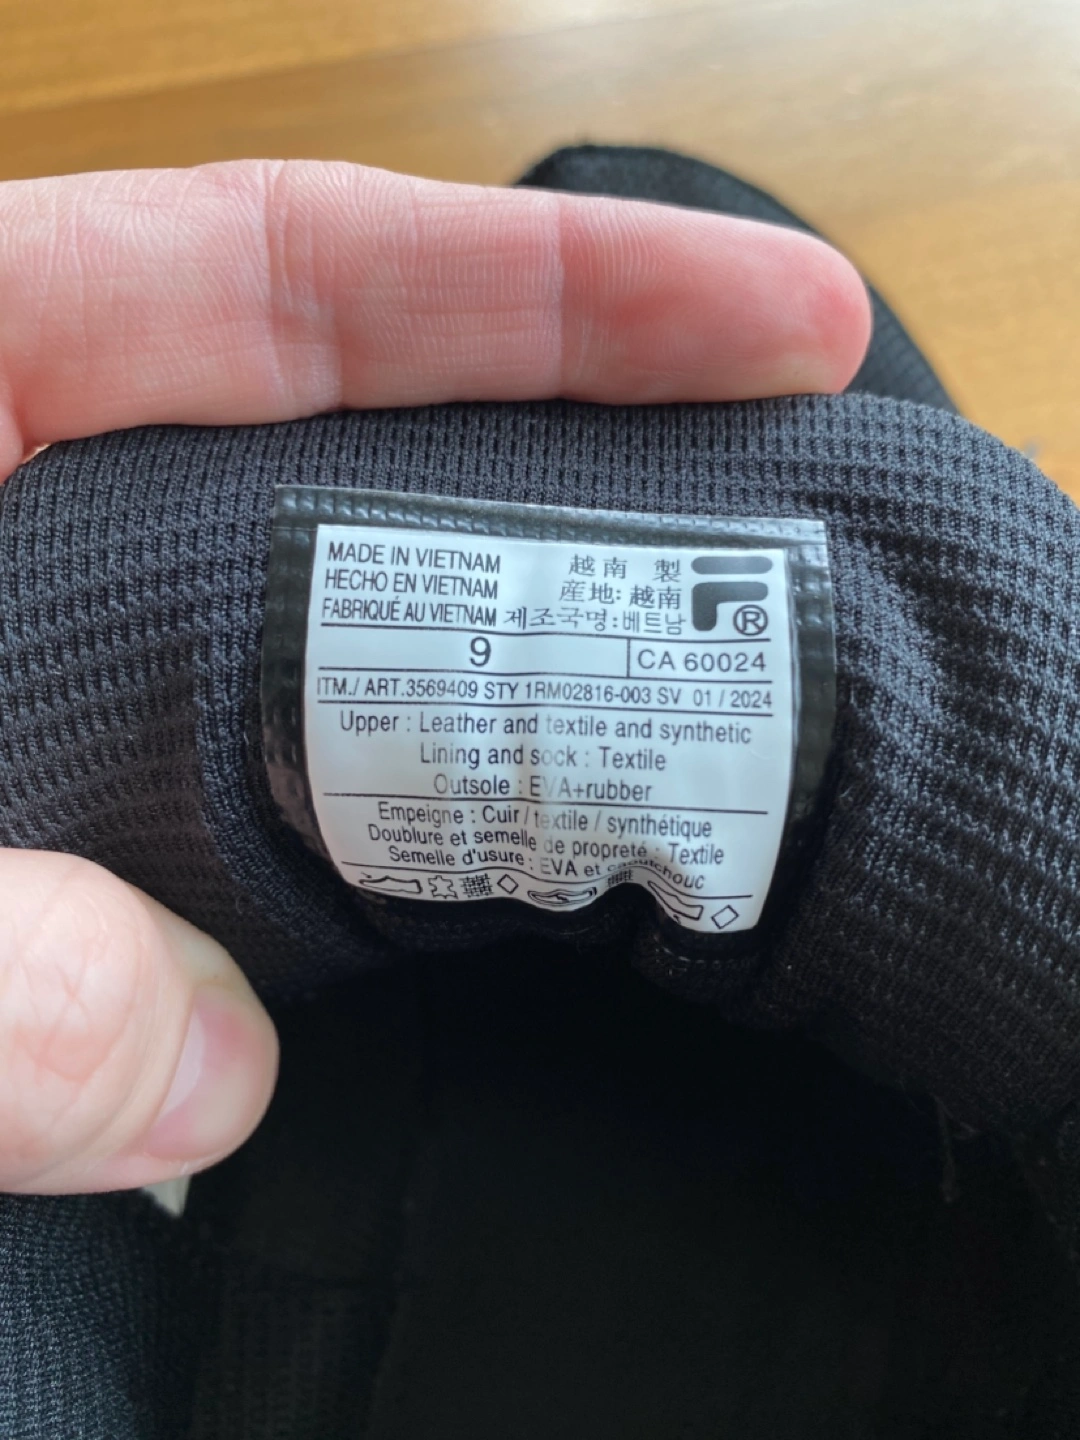 MADE IN VIETNAM 越南 製
HECHO EN VIETNAM 産地: 越南
FABRIQUÉ AU VIETNAM 제조국명:베트남
F®
9 CA 60024
ITM./ ART.3569409 STY 1RM02816-003 SV 01 / 2024
Upper : Leather and textile and synthetic
Lining and sock : Textile
Outsole : EVA+rubber
Empeigne : Cuir / textile / synthétique
Doublure et semelle de propreté : Textile
Semelle d'usure : EVA et caoutchouc